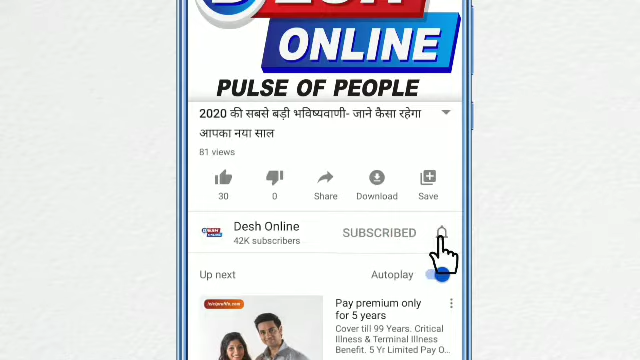 DESH
ONLINE
PULSE OF PEOPLE
2020 की सबसे बड़ी भविष्यवाणी- जाने कैसा रहेगा
आपका नया साल
81 views
30
0
Share
Download
Save
Desh Online
42K subscribers
SUBSCRIBED
Up next
Autoplay
Pay premium only
for 5 years
Cover till 99 Years. Critical
Illness & Terminal Illness
Benefit. 5 Yr Limited Pay O...